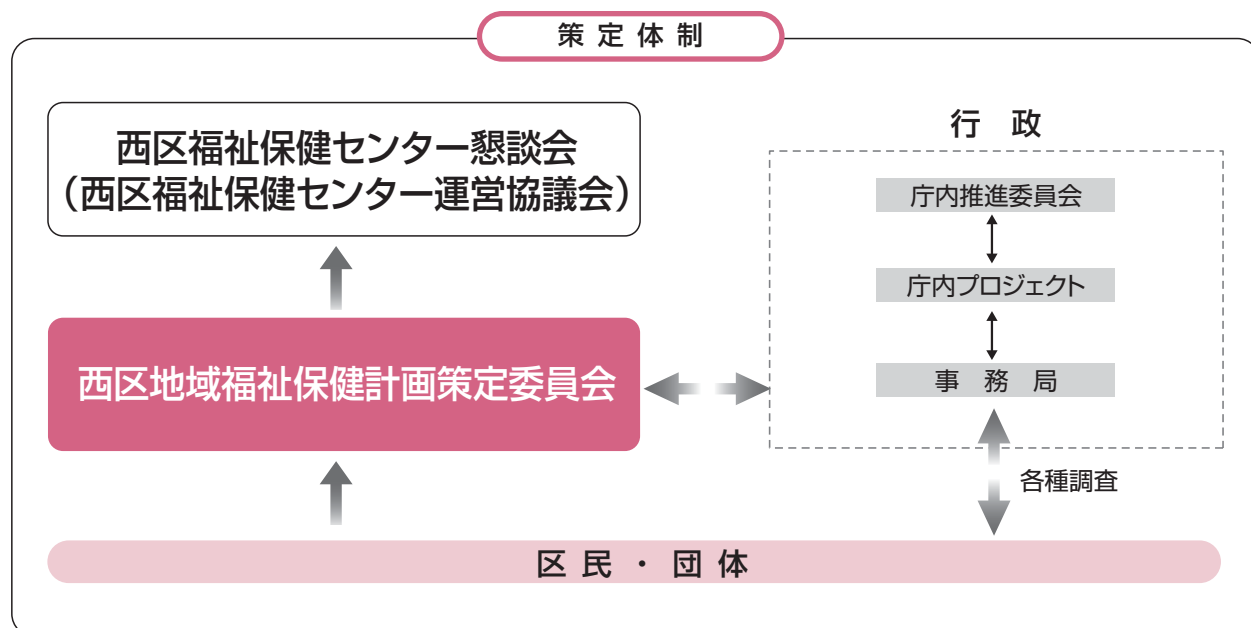 策定体制
西区福祉保健センター懇談会
（西区福祉保健センター運営協議会）
西区地域福祉保健計画策定委員会
行政
庁内推進委員会
庁内プロジェクト
事務局
各種調査
区民・団体